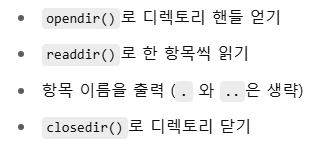 • opendir()로 디렉토리 핸들 얻기
• readdir()로 한 항목씩 읽기
• 항목 이름을 출력 (. 와 ..은 생략)
• closedir()로 디렉토리 닫기